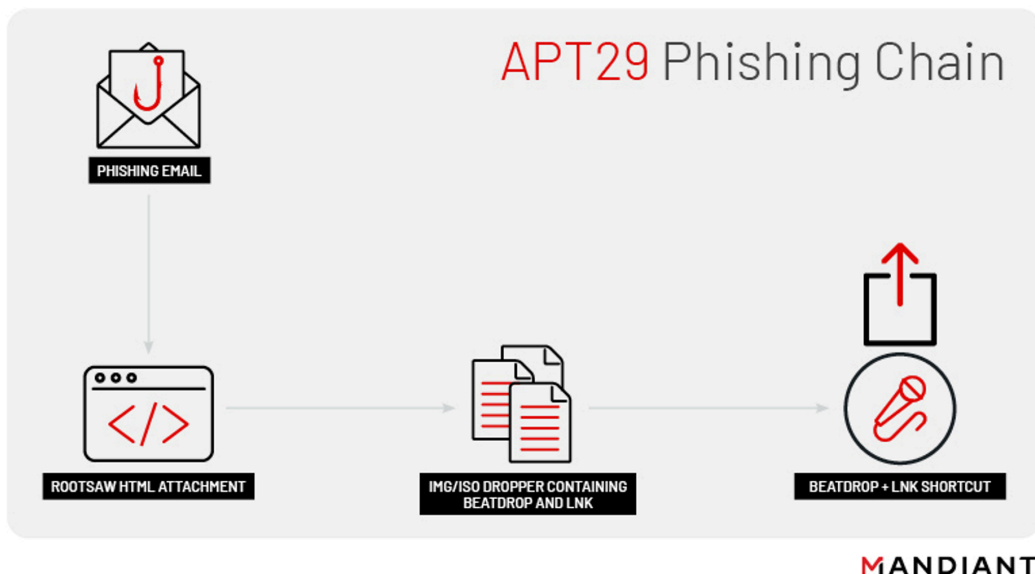 APT29 Phishing Chain
PHISHING EMAIL
ROOTSAW HTML ATTACHMENT
IMG/ISO DROPPER CONTAINING
BEATDROP AND LNK
BEATDROP + LNK SHORTCUT
MANDIANT